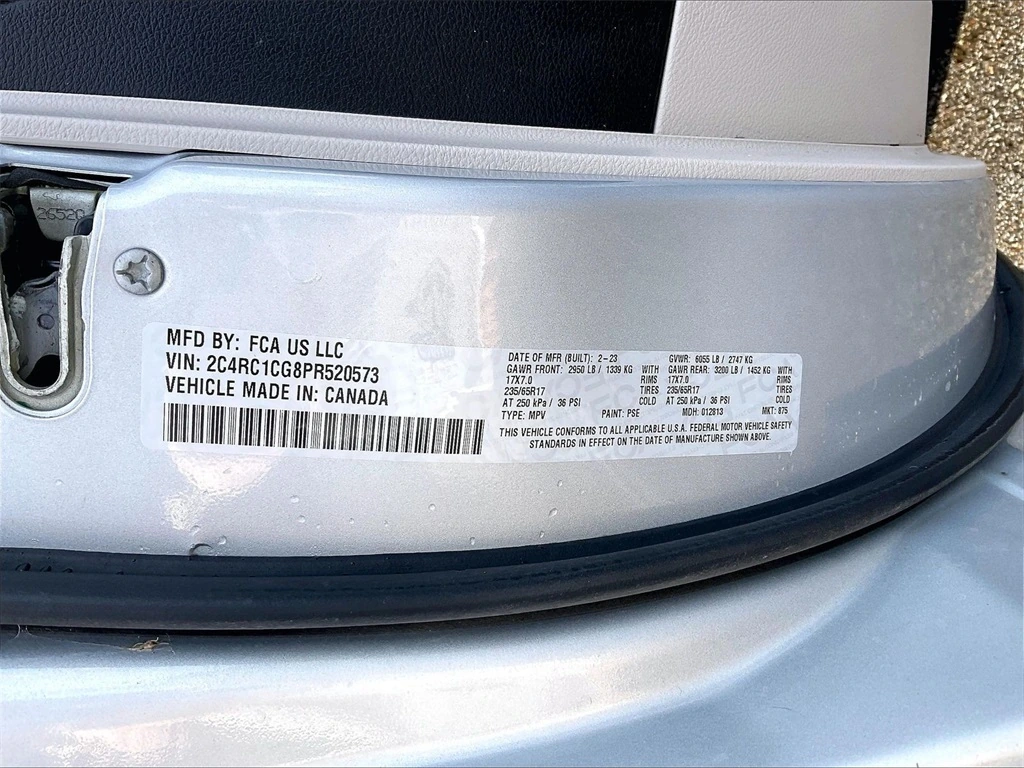 26520
MFD BY: FCA US LLC
VIN: 2C4RC1CG8PR520573
VEHICLE MADE IN: CANADA
DATE OF MFR (BUILT): 2-23 GVWR: 6055 LB / 2747 KG
GAWR FRONT: 2950 LB / 1339 KG WITH GAWR REAR: 3200 LB / 1452 KG WITH
17X7.0 RIMS 17X7.0 RIMS
235/65R17 TIRES 235/65R17 TIRES
AT 250 kPa / 36 PSI COLD AT 250 kPa / 36 PSI COLD
TYPE: MPV PAINT: PSE MDH: 012813 MKT: 875
THIS VEHICLE CONFORMS TO ALL APPLICABLE U.S.A. FEDERAL MOTOR VEHICLE SAFETY
STANDARDS IN EFFECT ON THE DATE OF MANUFACTURE SHOWN ABOVE.